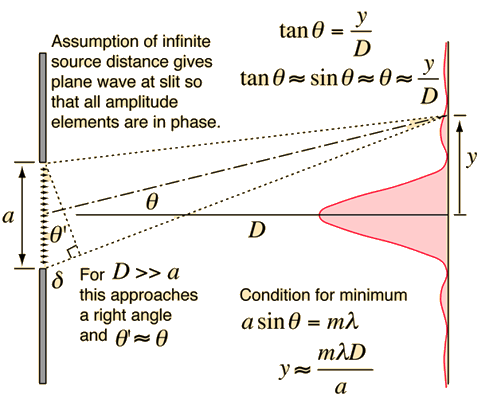 Assumption of infinite
source distance gives
plane wave at slit so
that all amplitude
elements are in phase.
tan θ = y/D
tan θ ≈ sin θ ≈ θ ≈ y/D
y
a
θ
θ'
D
δ
For D >> a
this approaches
a right angle
and θ' ≈ θ
Condition for minimum
a sin θ = mλ
y ≈ mλD/a